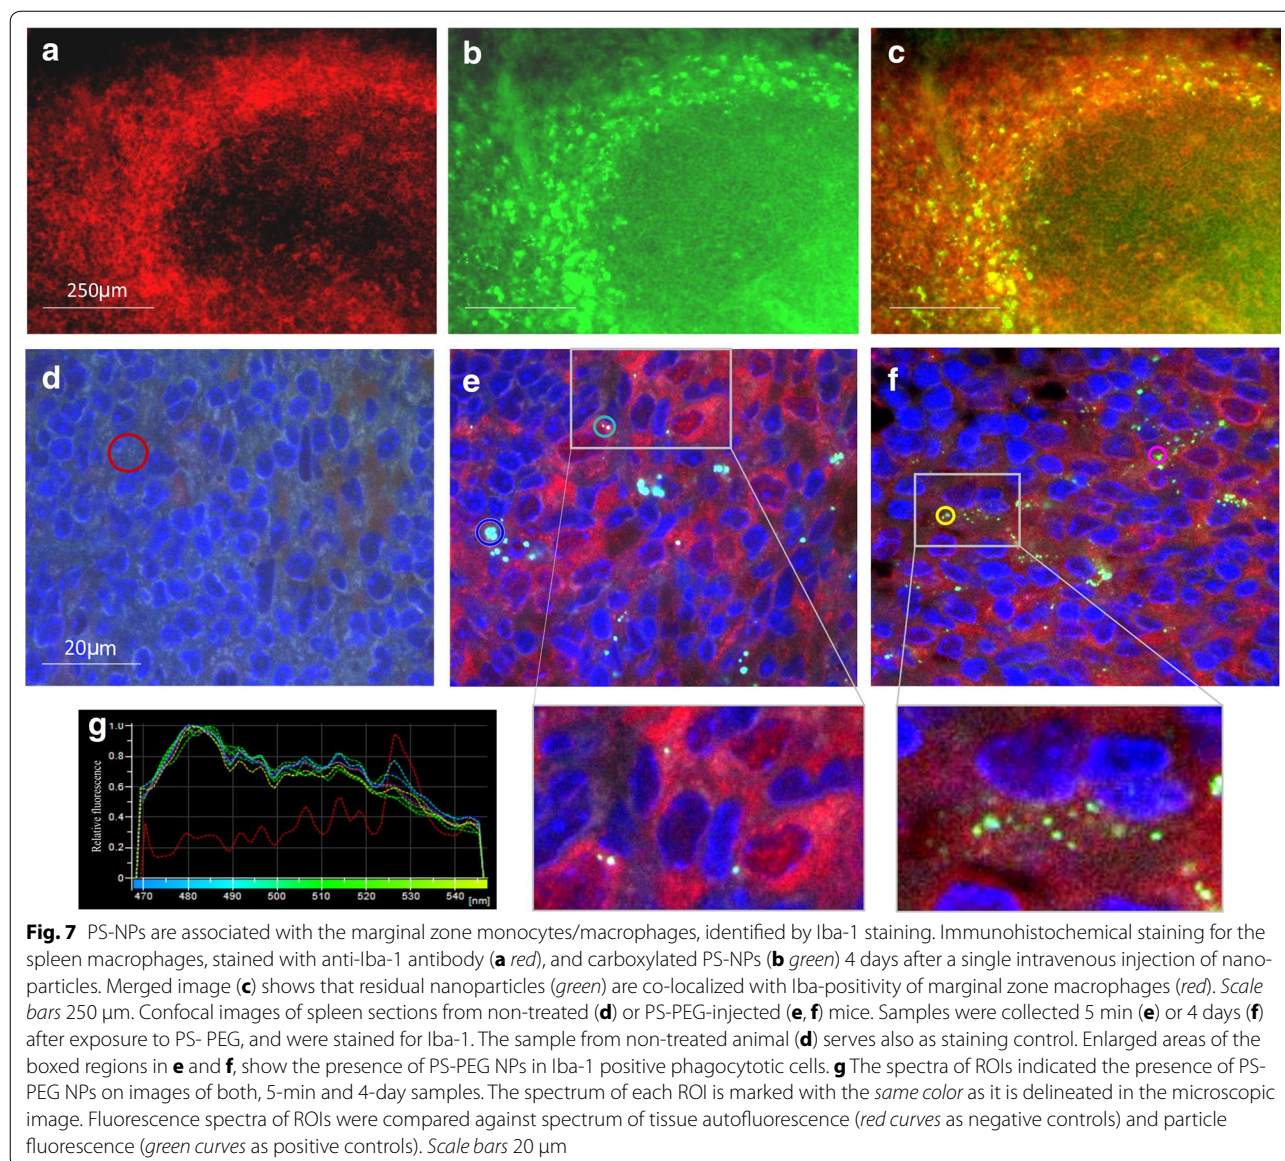 a
b
c
250µm
d
e
f
20µm
g
1.0
0.8
0.6
0.4
0.2
0
Relative fluorescence
470 480 490 500 510 520 530 540 [nm]
Fig. 7 PS-NPs are associated with the marginal zone monocytes/macrophages, identified by Iba-1 staining. Immunohistochemical staining for the
spleen macrophages, stained with anti-Iba-1 antibody (a red), and carboxylated PS-NPs (b green) 4 days after a single intravenous injection of nano-
particles. Merged image (c) shows that residual nanoparticles (green) are co-localized with Iba-positivity of marginal zone macrophages (red). Scale
bars 250 µm. Confocal images of spleen sections from non-treated (d) or PS-PEG-injected (e, f) mice. Samples were collected 5 min (e) or 4 days (f)
after exposure to PS- PEG, and were stained for Iba-1. The sample from non-treated animal (d) serves also as staining control. Enlarged areas of the
boxed regions in e and f, show the presence of PS-PEG NPs in Iba-1 positive phagocytotic cells. g The spectra of ROIs indicated the presence of PS-
PEG NPs on images of both, 5-min and 4-day samples. The spectrum of each ROI is marked with the same color as it is delineated in the microscopic
image. Fluorescence spectra of ROIs were compared against spectrum of tissue autofluorescence (red curves as negative controls) and particle
fluorescence (green curves as positive controls). Scale bars 20 µm